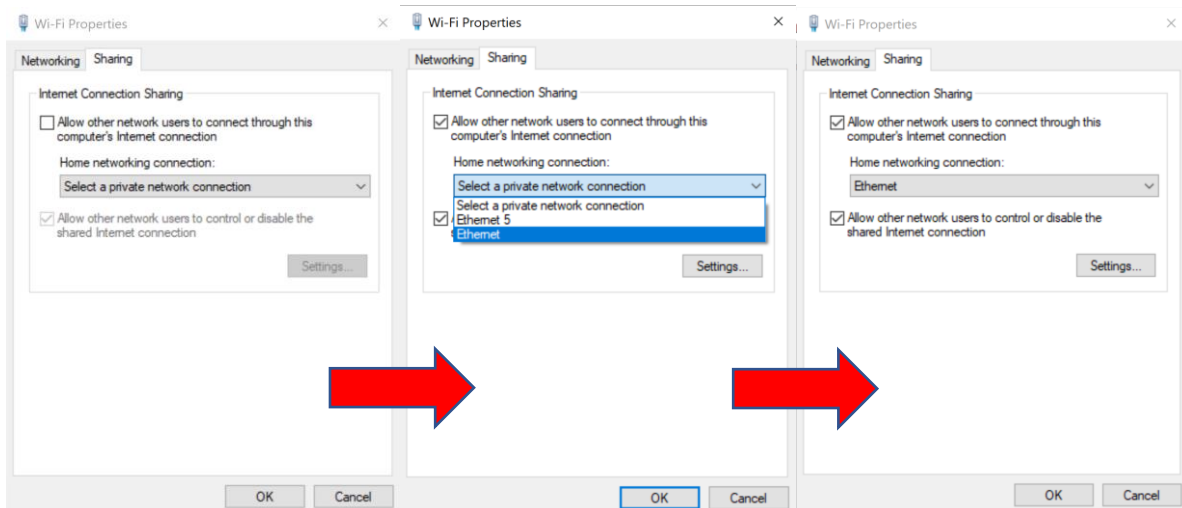 Wi-Fi Properties
Networking Sharing
Internet Connection Sharing
Allow other network users to connect through this
computer's Internet connection
Home networking connection:
Select a private network connection
Allow other network users to control or disable the
shared Internet connection
Settings...
OK Cancel
Wi-Fi Properties
Networking Sharing
Internet Connection Sharing
Allow other network users to connect through this
computer's Internet connection
Home networking connection:
Select a private network connection
Select a private network connection
Ethernet 5
Ethernet
Settings...
OK Cancel
Wi-Fi Properties
Networking Sharing
Internet Connection Sharing
Allow other network users to connect through this
computer's Internet connection
Home networking connection:
Ethernet
Allow other network users to control or disable the
shared Internet connection
Settings...
OK Cancel